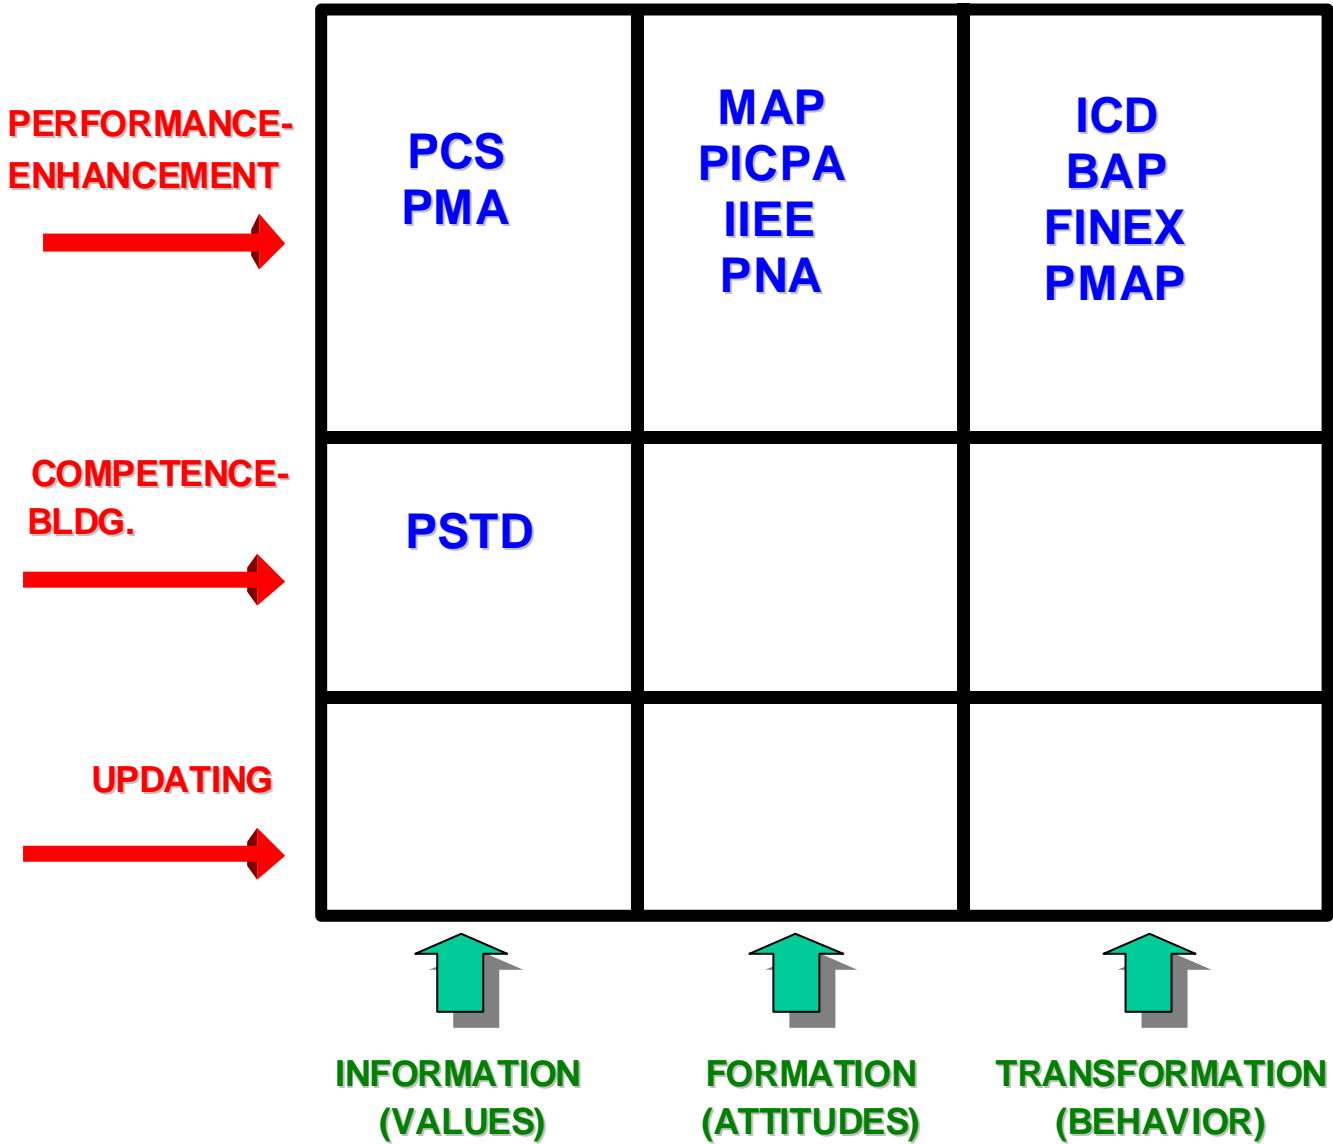 PERFORMANCE-
ENHANCEMENT
PCS
PMA
MAP
PICPA
IIEE
PNA
ICD
BAP
FINEX
PMAP
COMPETENCE-
BLDG.
PSTD
UPDATING
INFORMATION
(VALUES)
FORMATION
(ATTITUDES)
TRANSFORMATION
(BEHAVIOR)